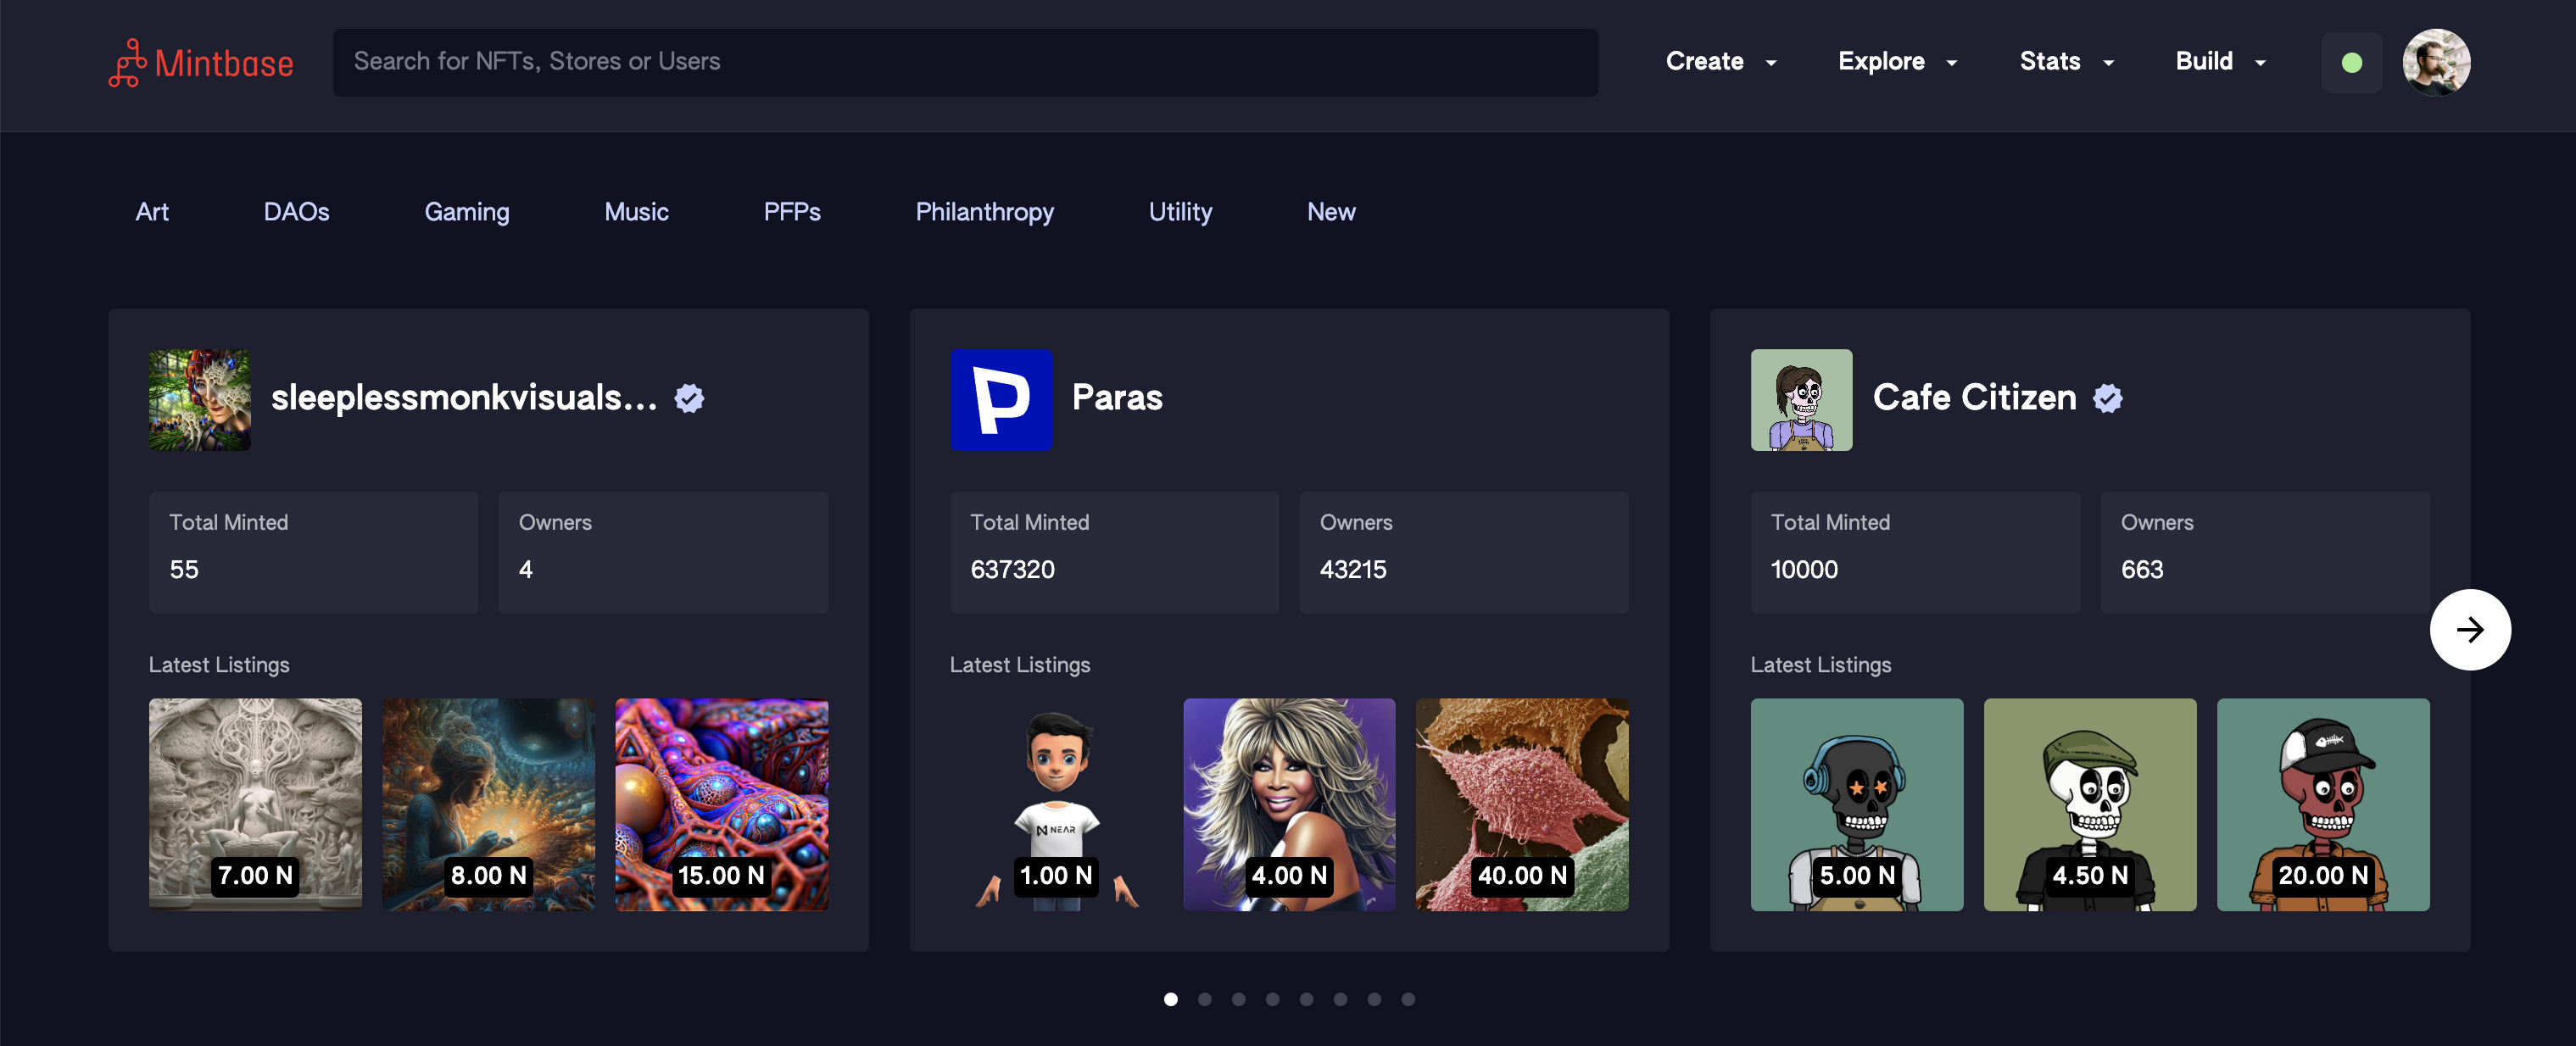 Mintbase
Search for NFTs, Stores or Users
Create
Explore
Stats
Build
Art
DAOs
Gaming
Music
PFPs
Philanthropy
Utility
New
sleeplessmonkvisuals...
Total Minted
55
Owners
4
Latest Listings
7.00 N
8.00 N
15.00 N
P
Paras
Total Minted
637320
Owners
43215
Latest Listings
NEAR
1.00 N
4.00 N
40.00 N
Cafe Citizen
Total Minted
10000
Owners
663
Latest Listings
5.00 N
4.50 N
20.00 N